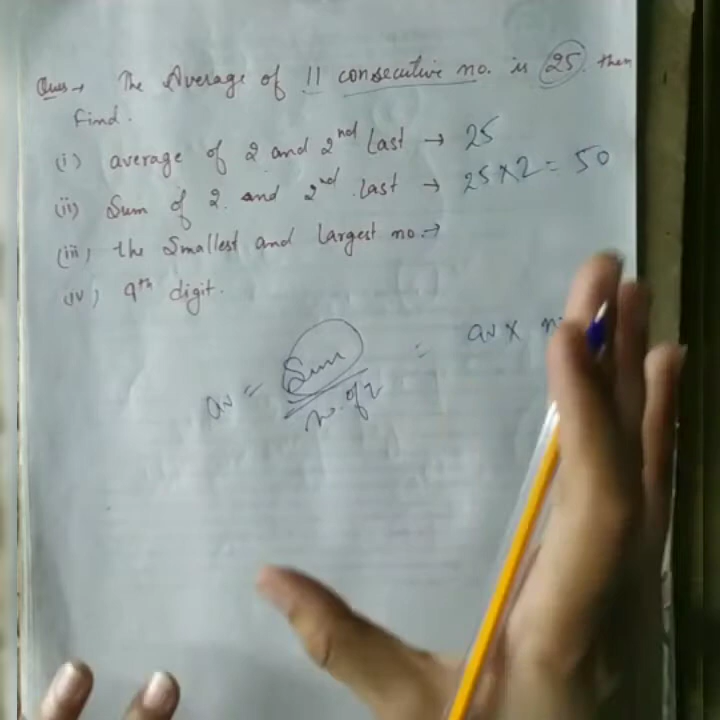 Ques → The Average of 11 consecutive no. is 25. then
find.
(i) average of 2 and 2nd last → 25
(ii) Sum of 2 and 2nd last → 25×2 = 50
(iii) the Smallest and largest no. →
(iv) 9th digit.
av = Sum = av ×